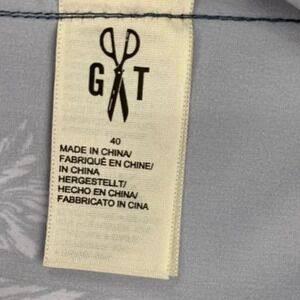 G T
40
MADE IN CHINA/
FABRIQUÉ EN CHINE/
IN CHINA
HERGESTELLT/
HECHO EN CHINA/
FABBRICATO IN CINA